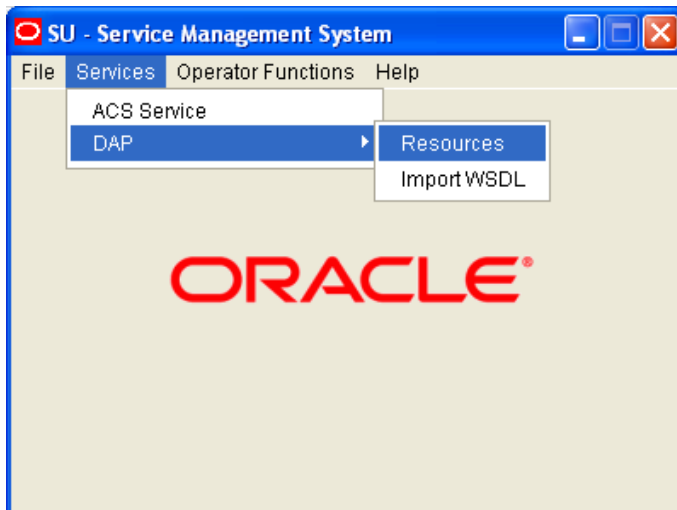 SU - Service Management System
File Services Operator Functions Help
ACS Service
DAP
Resources
Import WSDL
ORACLE®